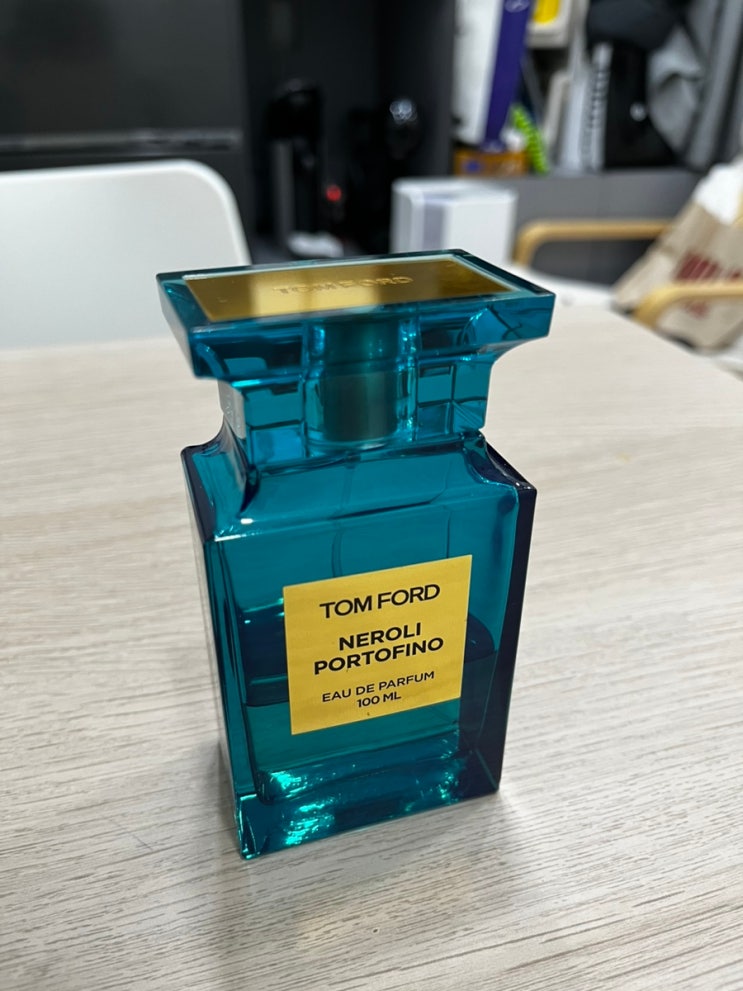 TOM FORD
TOM FORD
NEROLI
PORTOFINO
EAU DE PARFUM
100 ML